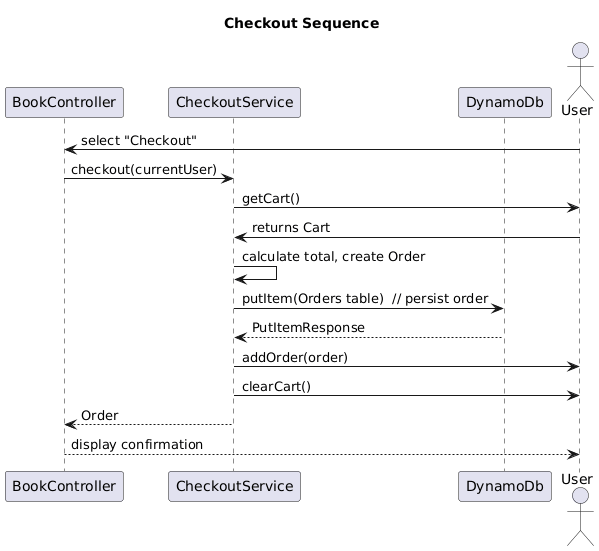 Checkout Sequence
User
BookController
CheckoutService
DynamoDb
select "Checkout"
checkout(currentUser)
getCart()
returns Cart
calculate total, create Order
putItem(Orders table)  // persist order
PutItemResponse
addOrder(order)
clearCart()
Order
display confirmation
BookController
CheckoutService
DynamoDb
User